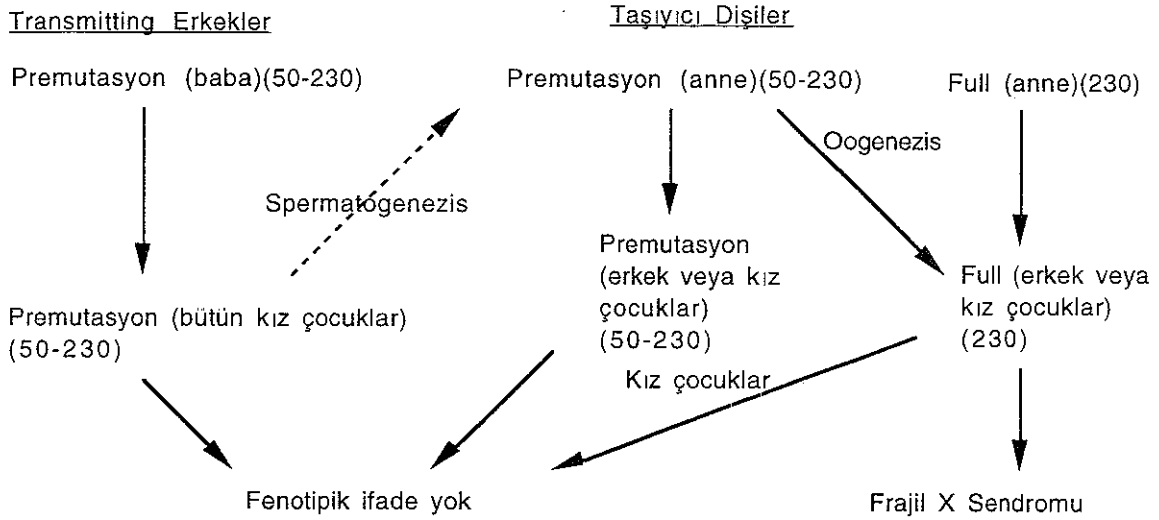 Transmitting Erkekler
Taşıyıcı Dişiler
Premutasyon (baba)(50-230)
Premutasyon (anne)(50-230)
Full (anne)(230)
Oogenezis
Spermatogenezis
Premutasyon
(erkek veya kız
çocuklar)
(50-230)
Full (erkek veya
kız çocuklar)
(230)
Premutasyon (bütün kız çocuklar)
(50-230)
Kız çocuklar
Fenotipik ifade yok
Frajil X Sendromu